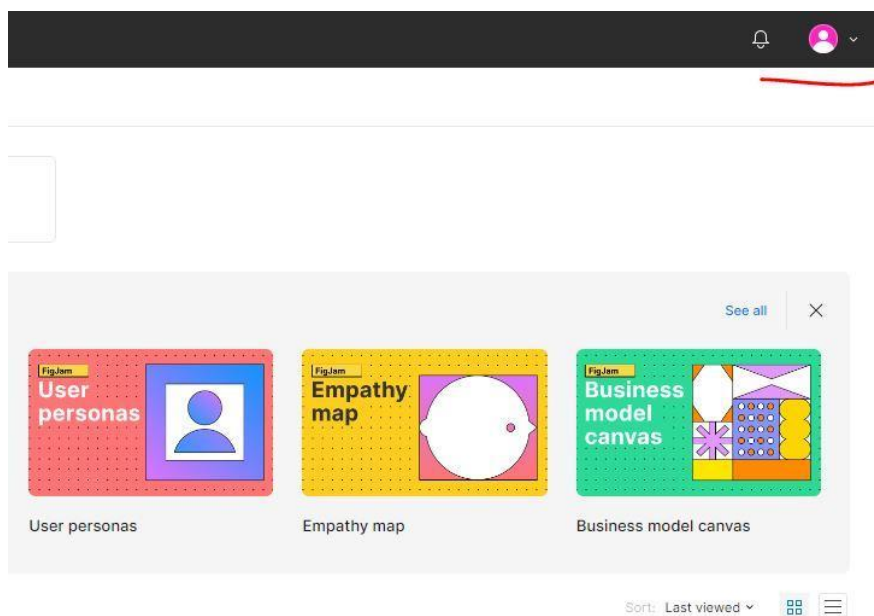 See all
FigJam
User
personas
FigJam
Empathy
map
FigJam
Business
model
canvas
User personas
Empathy map
Business model canvas
Sort: Last viewed